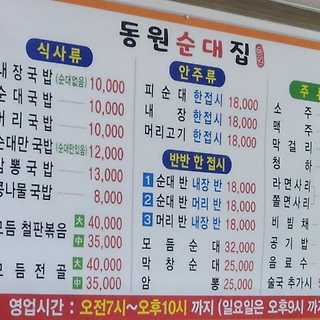 동원순대집
식사류
내장국밥 (순대없음) 10,000
순대국밥 10,000
머리국밥 10,000
순대만국밥 (순대만있음) 12,000
암뽕국밥 13,000
콩나물국밥 8,000
모듬철판볶음 大 40,000
中 35,000
모듬전골 大 40,000
中 35,000
안주류
피순대 한접시 18,000
내장 한접시 18,000
머리고기 한접시 18,000
반반 한 접시
1 순대 반 내장 반 18,000
2 순대 반 머리 반 18,000
3 머리 반 내장 반 18,000
모듬순대 32,000
막창순대 25,000
암뽕 25,000
주류
소주
맥주
막걸리
청하
라면사리
쫄면사리
비빔채
공기밥
음료수
술국 추가시
영업시간 : 오전7시~오후10시 까지 (일요일은 오후9시 까지